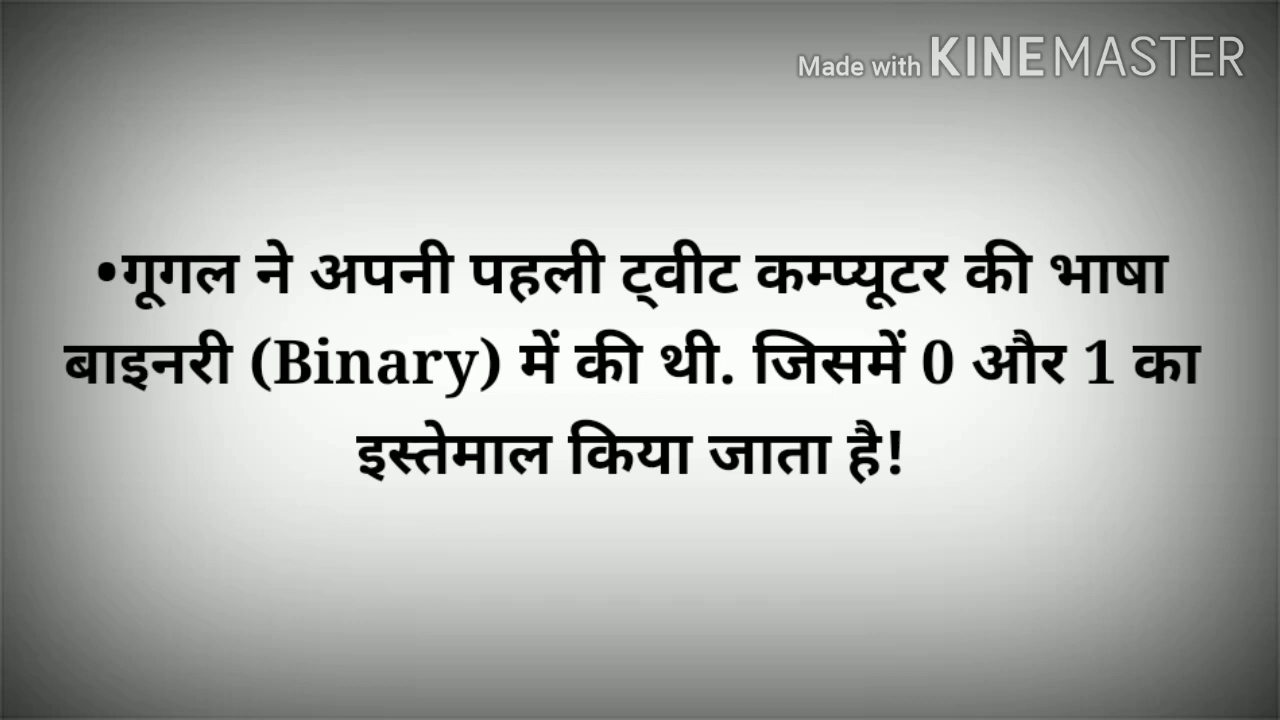 Made with KINEMASTER
•गूगल ने अपनी पहली ट्वीट कम्प्यूटर की भाषा
बाइनरी (Binary) में की थी. जिसमें 0 और 1 का
इस्तेमाल किया जाता है!